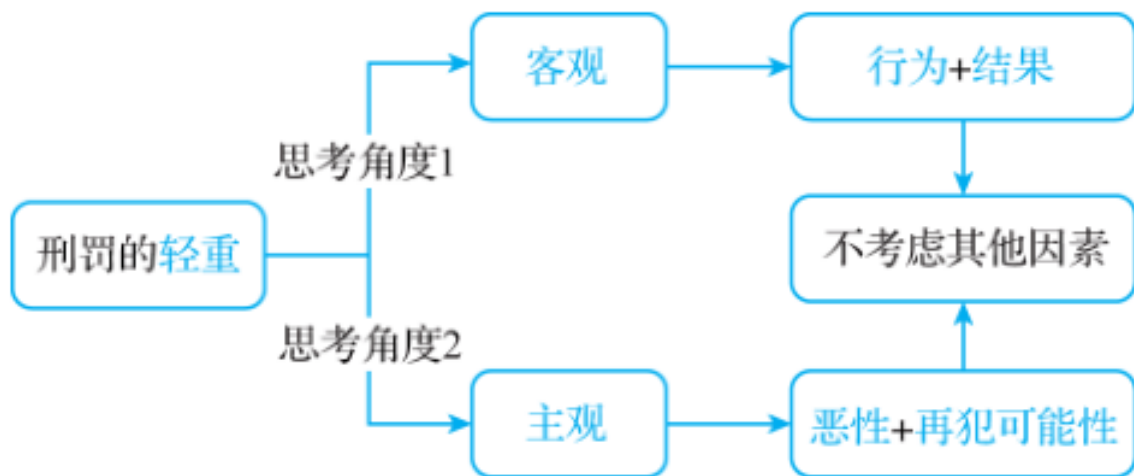 客观
行为+结果
思考角度1
刑罚的轻重
不考虑其他因素
思考角度2
主观
恶性+再犯可能性